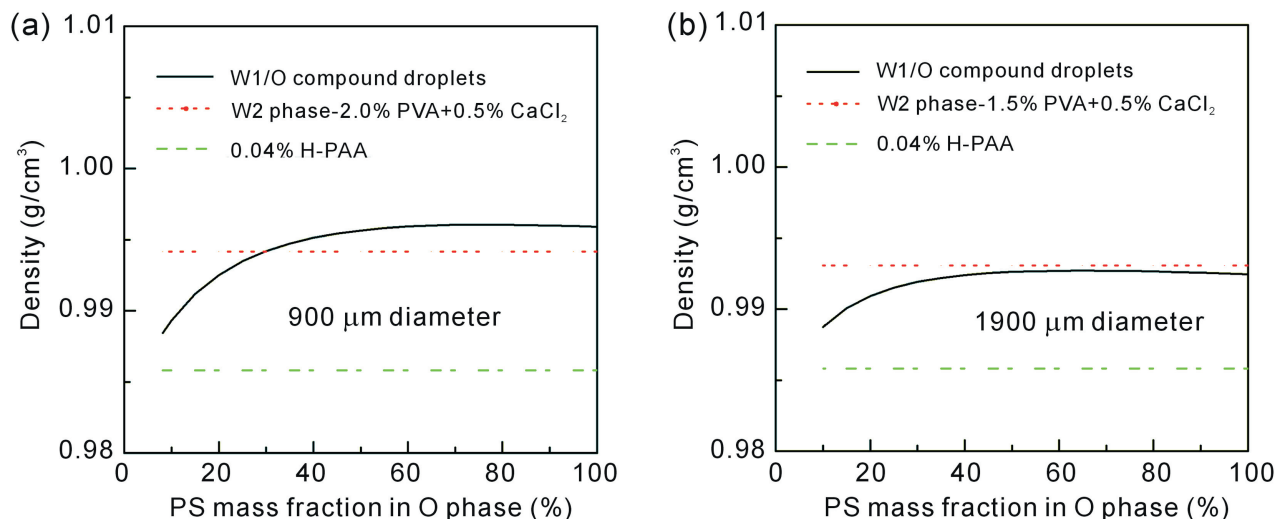 (a)
1.01
1.00
0.99
0.98
Density (g/cm³)
W1/O compound droplets
W2 phase-2.0% PVA+0.5% CaCl₂
0.04% H-PAA
900 μm diameter
0 20 40 60 80 100
PS mass fraction in O phase (%)
(b)
1.01
1.00
0.99
0.98
Density (g/cm³)
W1/O compound droplets
W2 phase-1.5% PVA+0.5% CaCl₂
0.04% H-PAA
1900 μm diameter
0 20 40 60 80 100
PS mass fraction in O phase (%)